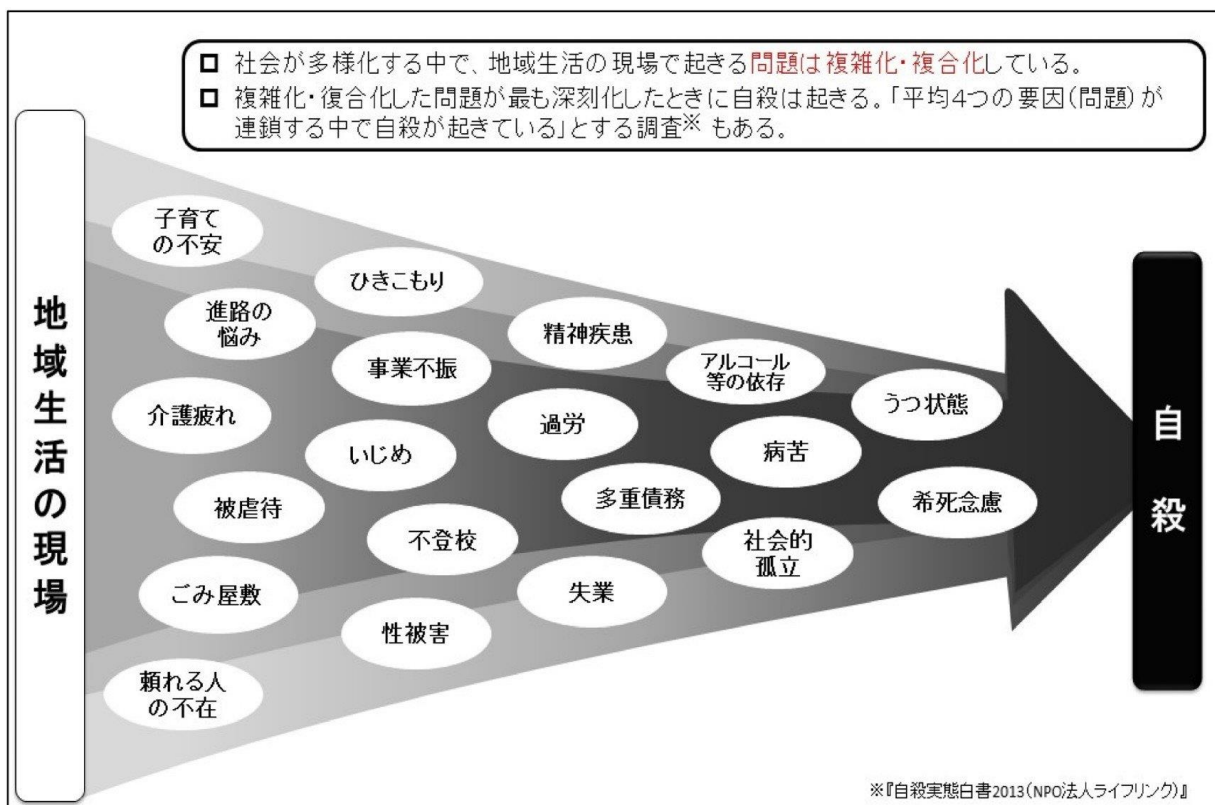 □ 社会が多様化する中で、地域生活の現場で起きる問題は複雑化・複合化している。
□ 複雑化・復合化した問題が最も深刻化したときに自殺は起きる。「平均4つの要因(問題)が
連鎖する中で自殺が起きている」とする調査※ もある。
地域生活の現場
子育て
の不安
ひきこもり
進路の
悩み
精神疾患
事業不振
アルコール
等の依存
うつ状態
介護疲れ
過労
いじめ
病苦
被虐待
多重債務
希死念慮
不登校
社会的
孤立
ごみ屋敷
失業
性被害
頼れる人
の不在
自殺
※『自殺実態白書2013(NPO法人ライフリンク)』